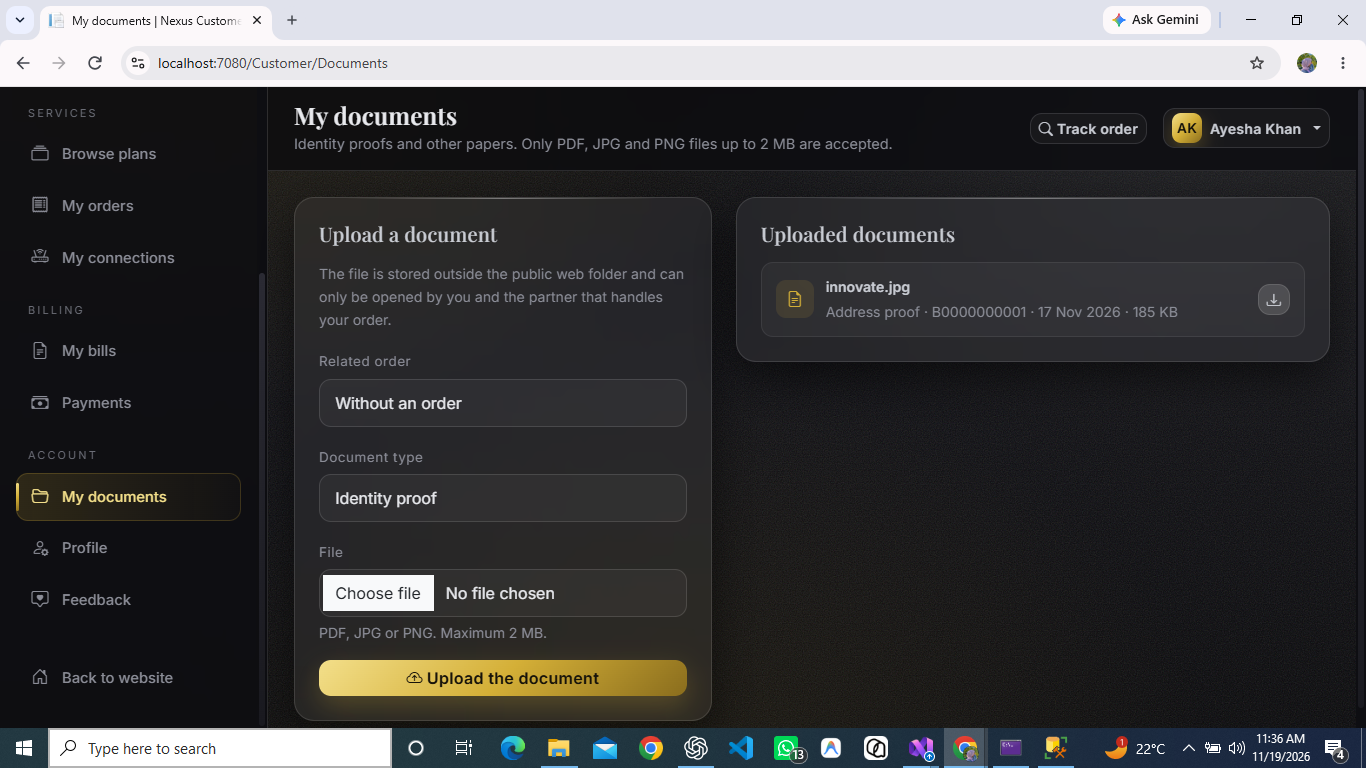 My documents | Nexus Custome
Ask Gemini
localhost:7080/Customer/Documents
SERVICES
Browse plans
My orders
My connections
BILLING
My bills
Payments
ACCOUNT
My documents
Profile
Feedback
Back to website
My documents
Identity proofs and other papers. Only PDF, JPG and PNG files up to 2 MB are accepted.
Track order
AK
Ayesha Khan
Upload a document
The file is stored outside the public web folder and can
only be opened by you and the partner that handles
your order.
Related order
Without an order
Document type
Identity proof
File
Choose file No file chosen
PDF, JPG or PNG. Maximum 2 MB.
Upload the document
Uploaded documents
innovate.jpg
Address proof · B0000000001 · 17 Nov 2026 · 185 KB
Type here to search
13
1
22°C
11:36 AM
11/19/2026
4